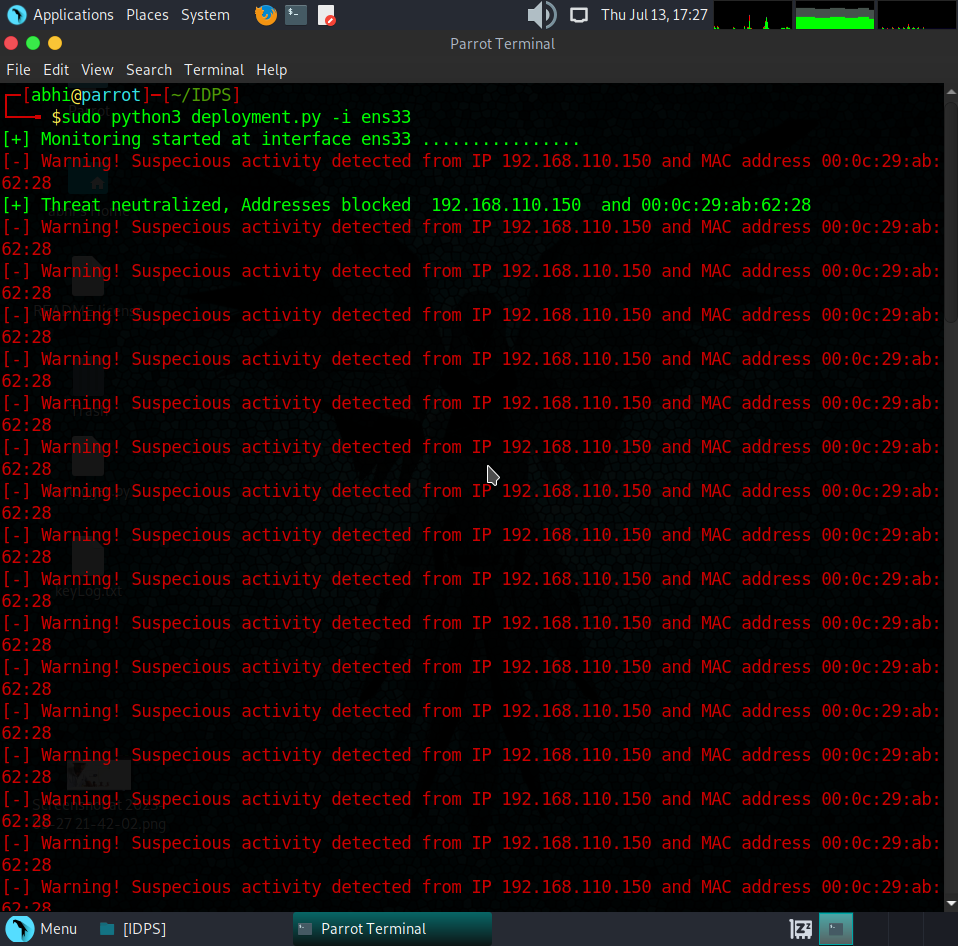 Applications Places System
Thu Jul 13, 17:27
Parrot Terminal
File Edit View Search Terminal Help
[abhi@parrot]─[~/IDPS]
$sudo python3 deployment.py -i ens33
[+] Monitoring started at interface ens33 ................
[-] Warning! Suspecious activity detected from IP 192.168.110.150 and MAC address 00:0c:29:ab:
62:28
[+] Threat neutralized, Addresses blocked  192.168.110.150  and 00:0c:29:ab:62:28
[-] Warning! Suspecious activity detected from IP 192.168.110.150 and MAC address 00:0c:29:ab:
62:28
[-] Warning! Suspecious activity detected from IP 192.168.110.150 and MAC address 00:0c:29:ab:
62:28
[-] Warning! Suspecious activity detected from IP 192.168.110.150 and MAC address 00:0c:29:ab:
62:28
[-] Warning! Suspecious activity detected from IP 192.168.110.150 and MAC address 00:0c:29:ab:
62:28
[-] Warning! Suspecious activity detected from IP 192.168.110.150 and MAC address 00:0c:29:ab:
62:28
[-] Warning! Suspecious activity detected from IP 192.168.110.150 and MAC address 00:0c:29:ab:
62:28
[-] Warning! Suspecious activity detected from IP 192.168.110.150 and MAC address 00:0c:29:ab:
62:28
[-] Warning! Suspecious activity detected from IP 192.168.110.150 and MAC address 00:0c:29:ab:
62:28
[-] Warning! Suspecious activity detected from IP 192.168.110.150 and MAC address 00:0c:29:ab:
62:28
[-] Warning! Suspecious activity detected from IP 192.168.110.150 and MAC address 00:0c:29:ab:
62:28
[-] Warning! Suspecious activity detected from IP 192.168.110.150 and MAC address 00:0c:29:ab:
62:28
[-] Warning! Suspecious activity detected from IP 192.168.110.150 and MAC address 00:0c:29:ab:
62:28
[-] Warning! Suspecious activity detected from IP 192.168.110.150 and MAC address 00:0c:29:ab:
62:28
[-] Warning! Suspecious activity detected from IP 192.168.110.150 and MAC address 00:0c:29:ab:
62:28
[-] Warning! Suspecious activity detected from IP 192.168.110.150 and MAC address 00:0c:29:ab:
62:28
[-] Warning! Suspecious activity detected from IP 192.168.110.150 and MAC address 00:0c:29:ab:
62:28
keyLog.txt
27 21-42-02.png
Menu [IDPS] Parrot Terminal